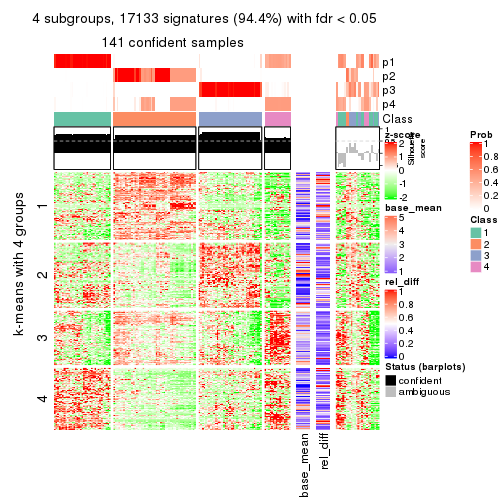 4 subgroups, 17133 signatures (94.4%) with fdr < 0.05
141 confident samples
p1
p2
p3
p4
Class
z-score
2
1
0
-1
-2
Silhouette score
1
k-means with 4 groups
1
2
3
4
base_mean
5
4
3
2
1
rel_diff
1
0.8
0.6
0.4
0.2
0
Status (barplots)
confident
ambiguous
Prob
1
0.8
0.6
0.4
0.2
0
Class
1
2
3
4
base_mean
rel_diff